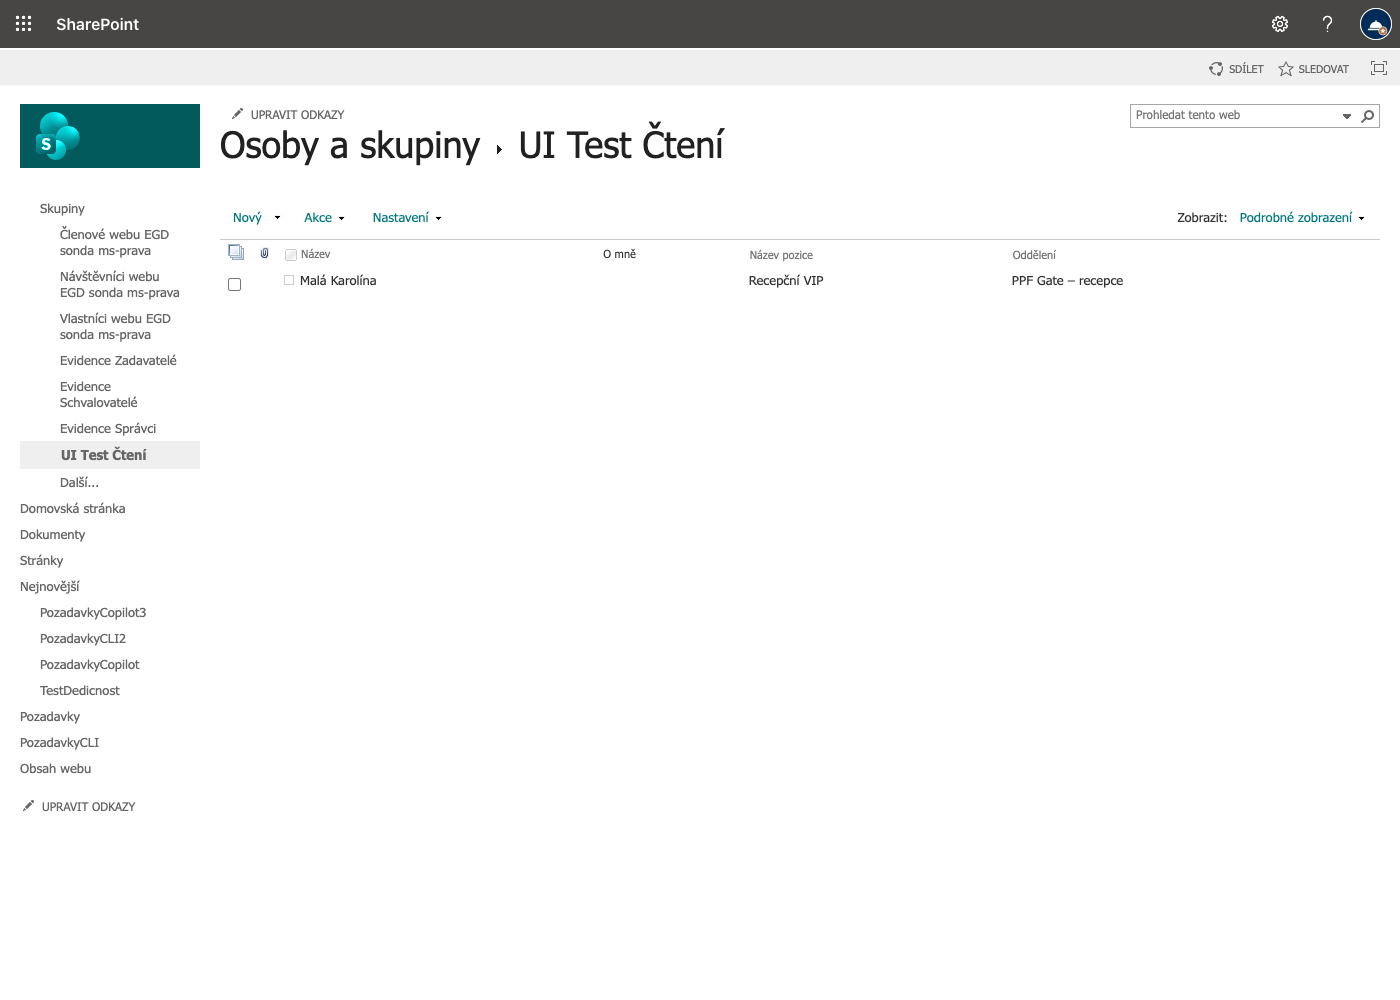 SharePoint
SDÍLET
SLEDOVAT
S
UPRAVIT ODKAZY
Osoby a skupiny ▸ UI Test Čtení
Prohledat tento web
Skupiny
Členové webu EGD
sonda ms-prava
Návštěvníci webu
EGD sonda ms-prava
Vlastníci webu EGD
sonda ms-prava
Evidence Zadavatelé
Evidence
Schvalovatelé
Evidence Správci
UI Test Čtení
Další...
Domovská stránka
Dokumenty
Stránky
Nejnovější
PozadavkyCopilot3
PozadavkyCLI2
PozadavkyCopilot
TestDedicnost
Pozadavky
PozadavkyCLI
Obsah webu
UPRAVIT ODKAZY
Nový Akce Nastavení Zobrazit: Podrobné zobrazení
Název O mně Název pozice Oddělení
Malá Karolína Recepční VIP PPF Gate – recepce